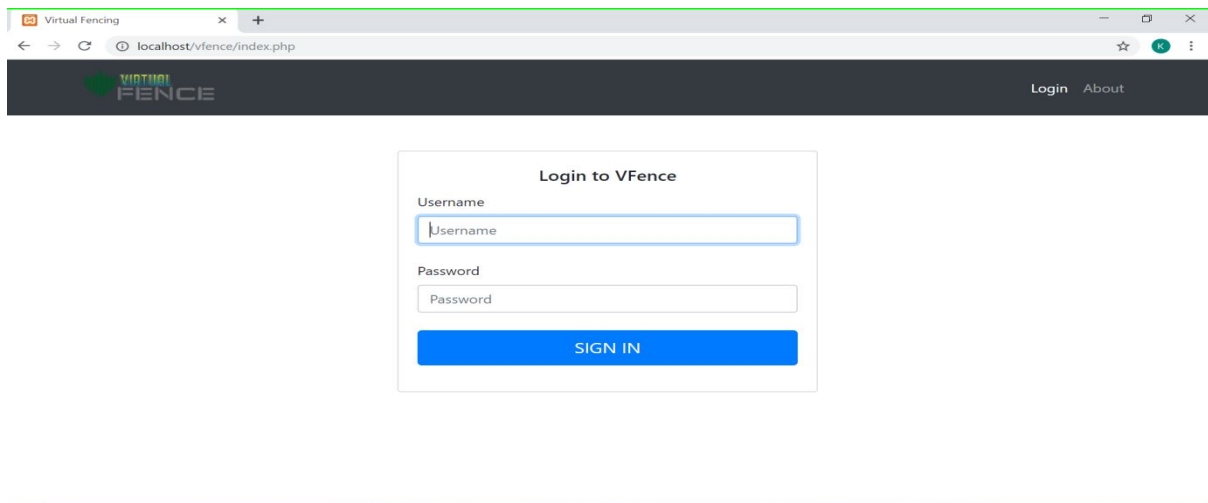 Virtual Fencing
localhost/vfence/index.php
K
VIRTUAL
FENCE
Login About
Login to VFence
Username
Username
Password
Password
SIGN IN